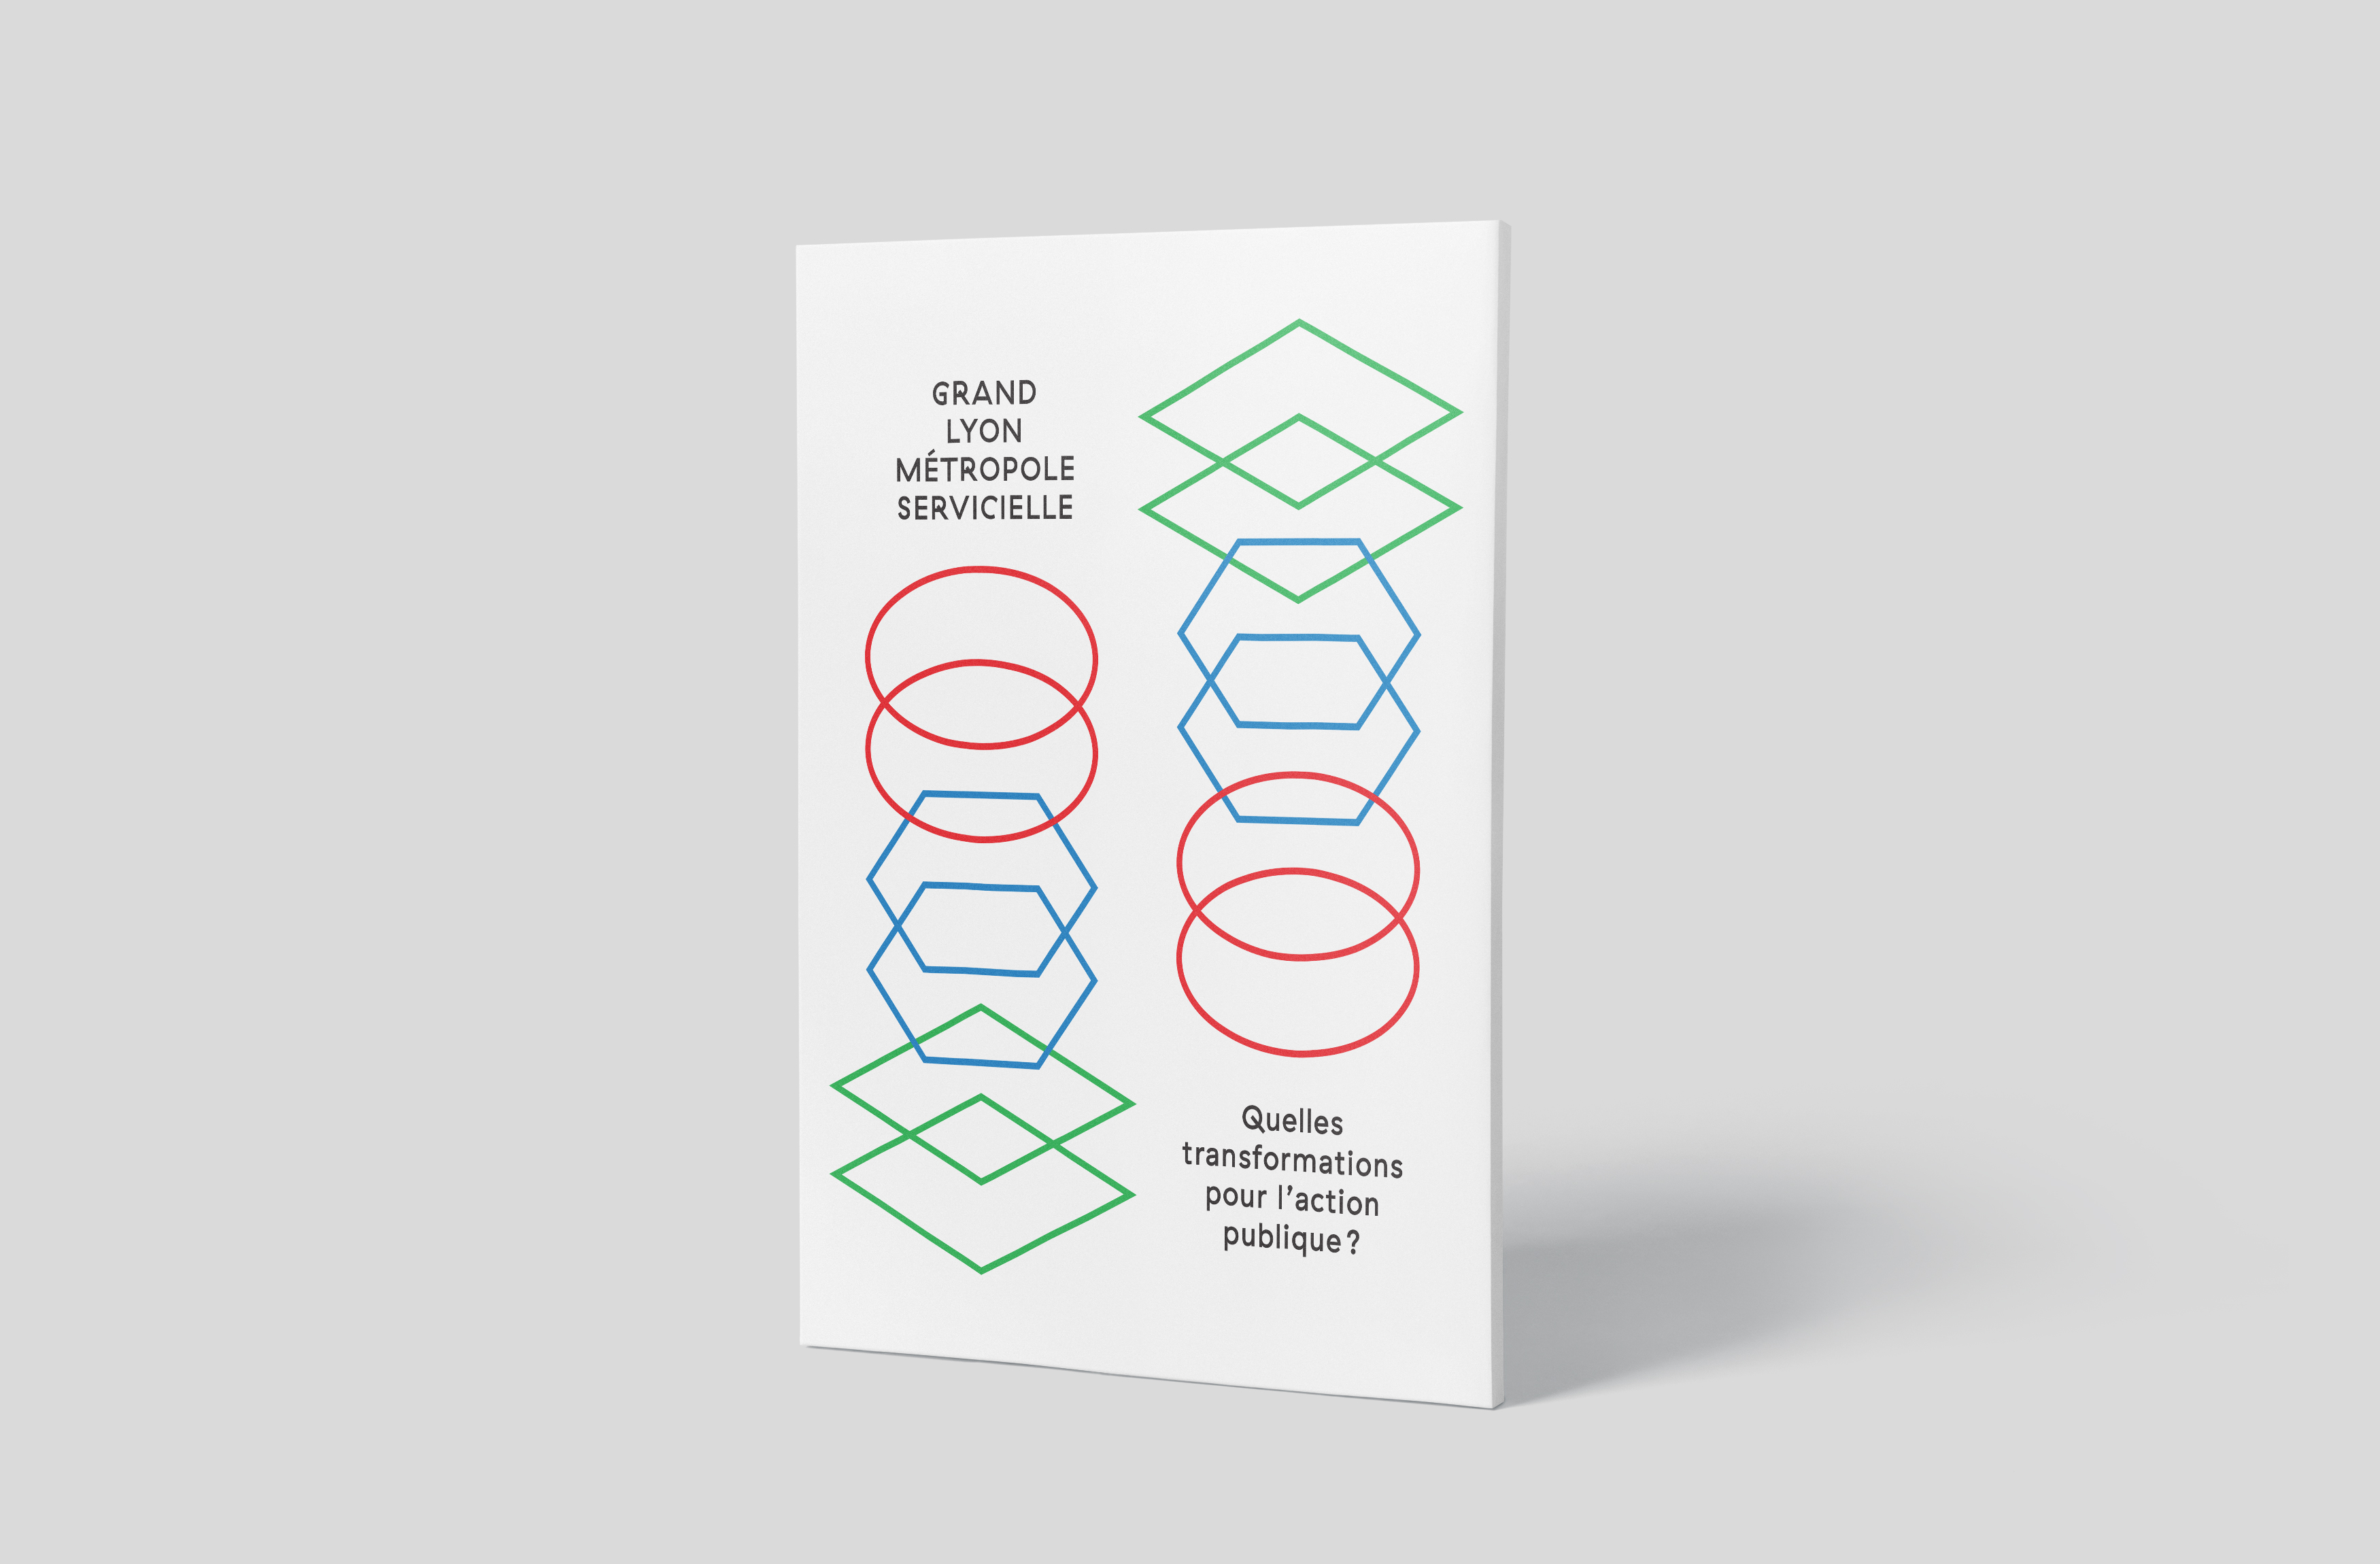 GRAND
LYON
MÉTROPOLE
SERVICIELLE
Quelles
transformations
pour l’action
publique ?